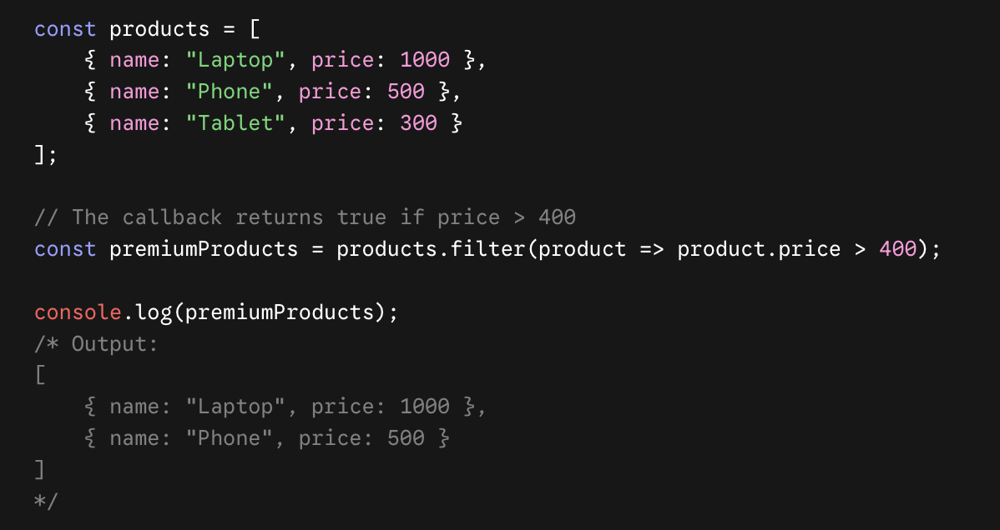 const products = [
    { name: "Laptop", price: 1000 },
    { name: "Phone", price: 500 },
    { name: "Tablet", price: 300 }
];

// The callback returns true if price > 400
const premiumProducts = products.filter(product => product.price > 400);

console.log(premiumProducts);
/* Output:
[
    { name: "Laptop", price: 1000 },
    { name: "Phone", price: 500 }
]
*/